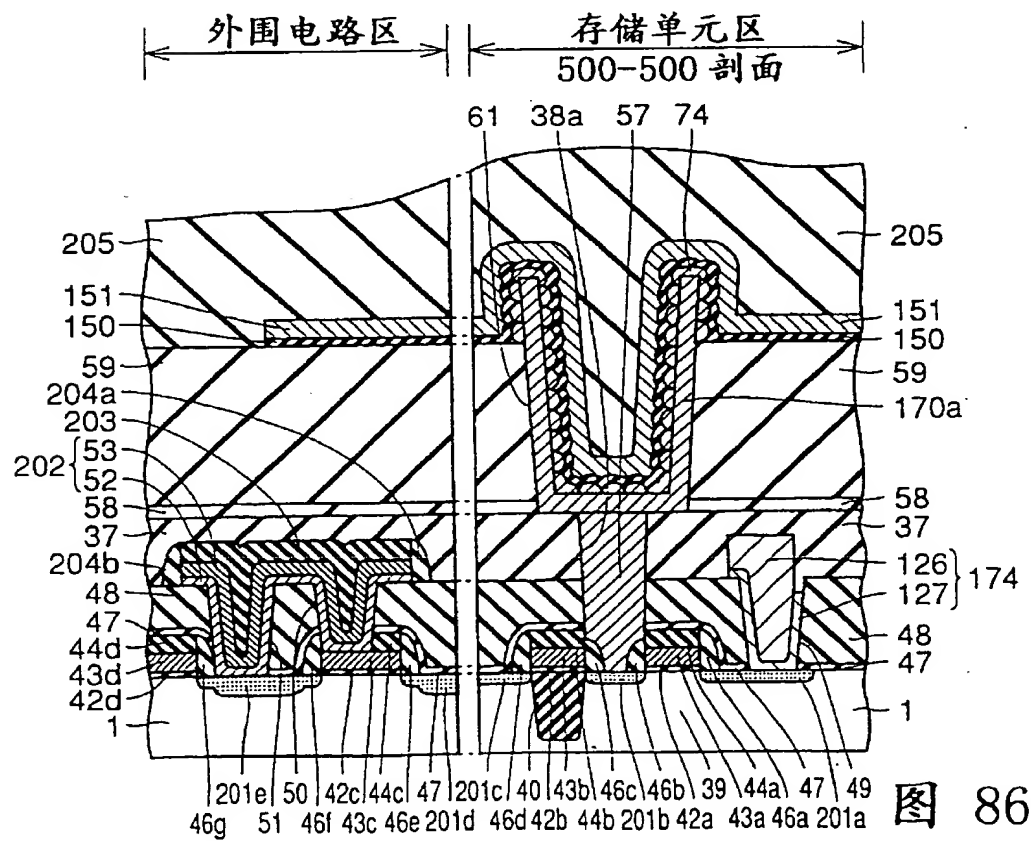 外围电路区 存储单元区
500-500 剖面
61 38a 57 74
205 205
151 151
150 150
59 59
204a
203 170a
202 { 53
52
58 58
37 37
204b 126 } 174
48 127
47 48
44d 47
43d
42d
1 1
201e 50 42c 44c 47 201c 40 43b 46c 46b 39 44a 47 49
46g 51 46f 43c 46e 201d 46d 42b 44b 201b 42a 43a 46a 201a
图 86